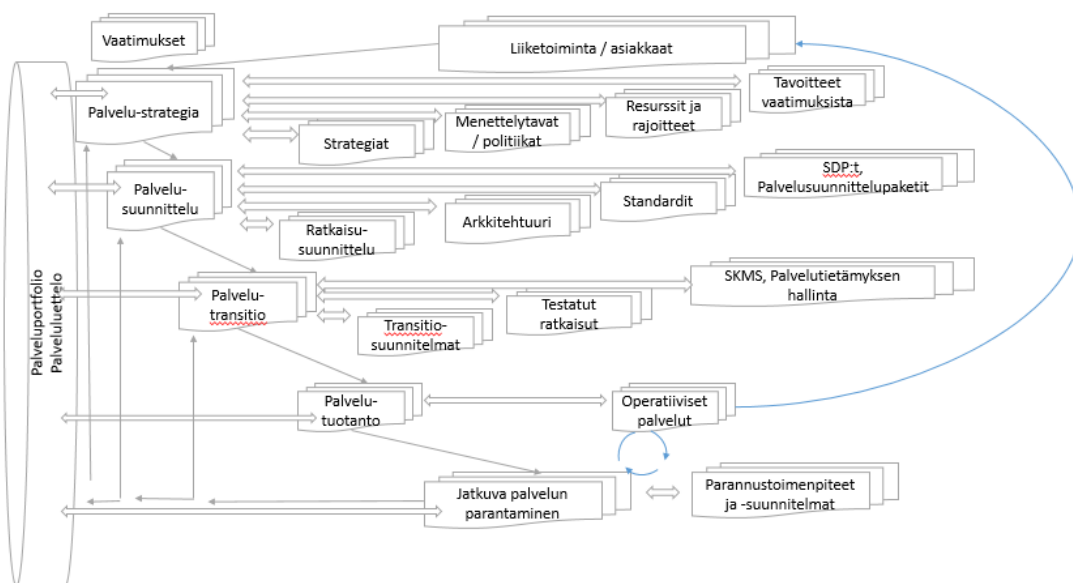 Vaatimukset
Liiketoiminta / asiakkaat
Palvelu-strategia
Strategiat
Menettelytavat
/ politiikat
Resurssit ja
rajoitteet
Tavoitteet
vaatimuksista
Palvelu-
suunnittelu
Ratkaisu-
suunnittelu
Arkkitehtuuri
Standardit
SDP:t,
Palvelusuunnittelupaketit
Palvelu-
transitio
Transitio-
suunnitelmat
Testatut
ratkaisut
SKMS, Palvelutietämyksen
hallinta
Palveluportfolio
Palveluluettelo
Palvelu-
tuotanto
Operatiiviset
palvelut
Jatkuva palvelun
parantaminen
Parannustoimenpiteet
ja -suunnitelmat